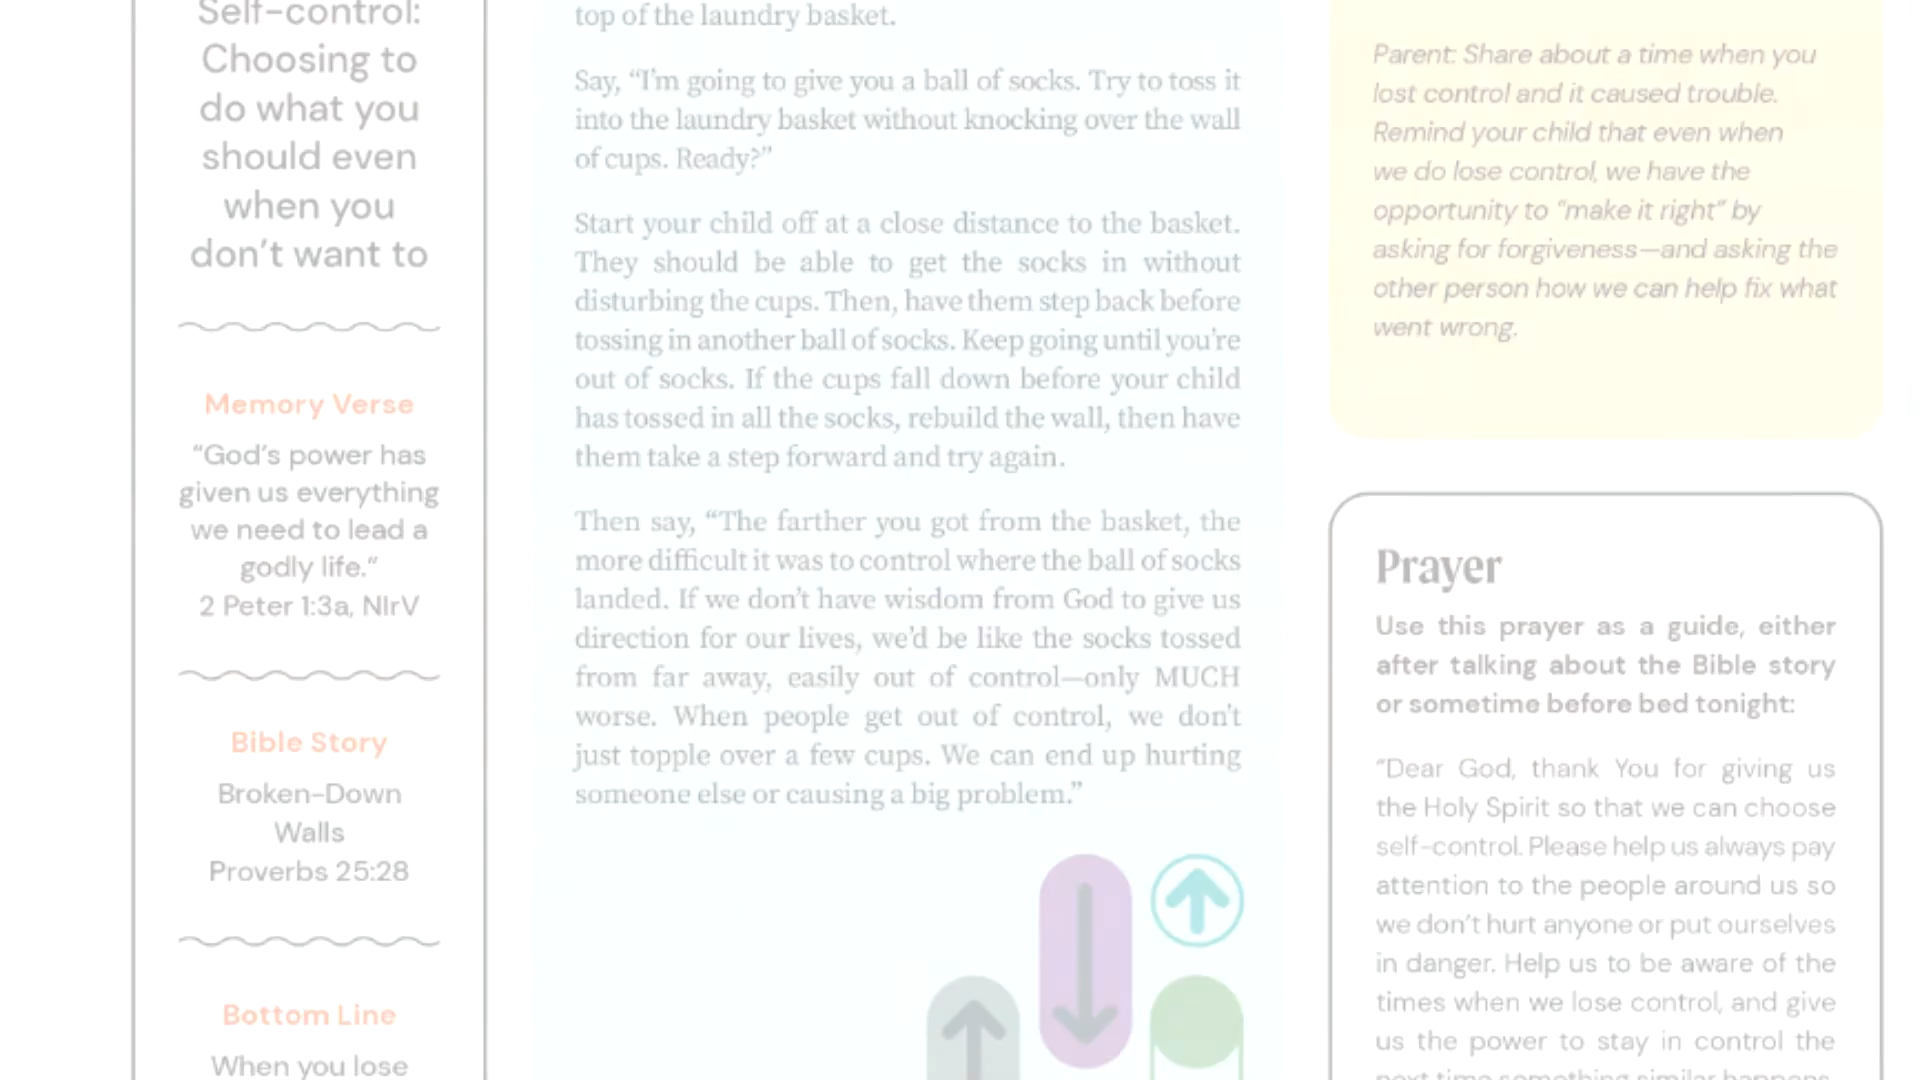 Self-control:
Choosing to
do what you
should even
when you
don’t want to
Memory Verse
“God’s power has
given us everything
we need to lead a
godly life.”
2 Peter 1:3a, NIrV
Bible Story
Broken-Down
Walls
Proverbs 25:28
Bottom Line
When you lose
top of the laundry basket.
Say, “I’m going to give you a ball of socks. Try to toss it
into the laundry basket without knocking over the wall
of cups. Ready?”
Start your child off at a close distance to the basket.
They should be able to get the socks in without
disturbing the cups. Then, have them step back before
tossing in another ball of socks. Keep going until you’re
out of socks. If the cups fall down before your child
has tossed in all the socks, rebuild the wall, then have
them take a step forward and try again.
Then say, “The farther you got from the basket, the
more difficult it was to control where the ball of socks
landed. If we don’t have wisdom from God to give us
direction for our lives, we’d be like the socks tossed
from far away, easily out of control—only MUCH
worse. When people get out of control, we don’t
just topple over a few cups. We can end up hurting
someone else or causing a big problem.”
Parent: Share about a time when you
lost control and it caused trouble.
Remind your child that even when
we do lose control, we have the
opportunity to “make it right” by
asking for forgiveness—and asking the
other person how we can help fix what
went wrong.
Prayer
Use this prayer as a guide, either
after talking about the Bible story
or sometime before bed tonight:
“Dear God, thank You for giving us
the Holy Spirit so that we can choose
self-control. Please help us always pay
attention to the people around us so
we don’t hurt anyone or put ourselves
in danger. Help us to be aware of the
times when we lose control, and give
us the power to stay in control the
next time something similar happens.